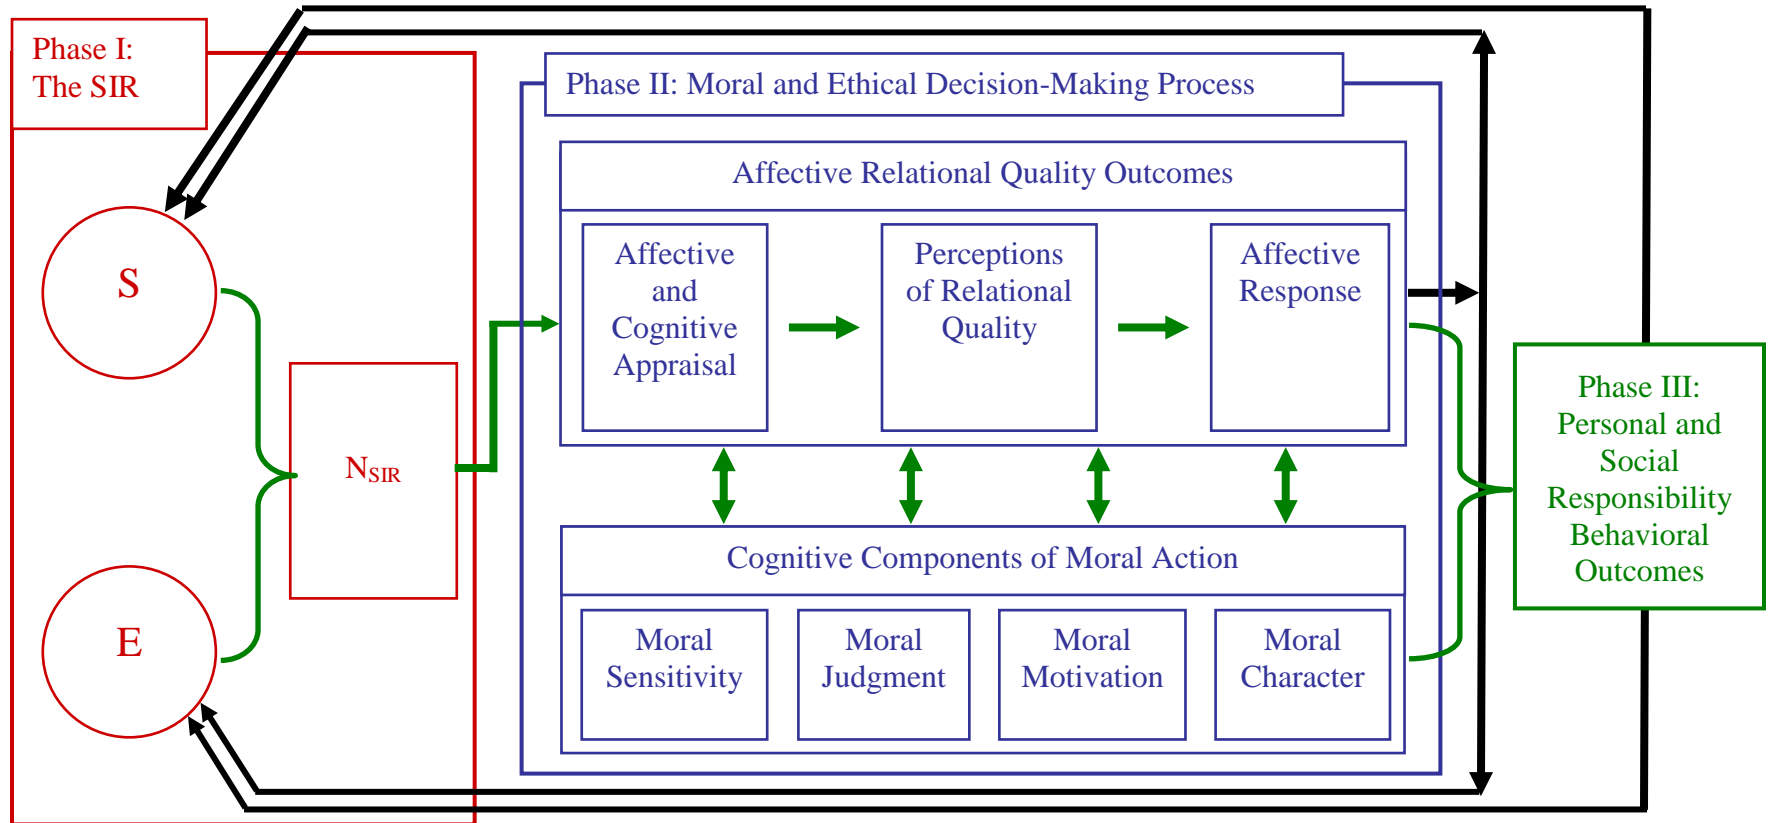 Phase I:
The SIR
S
E
N_SIR
Phase II: Moral and Ethical Decision-Making Process
Affective Relational Quality Outcomes
Affective
and
Cognitive
Appraisal
Perceptions
of Relational
Quality
Affective
Response
Cognitive Components of Moral Action
Moral
Sensitivity
Moral
Judgment
Moral
Motivation
Moral
Character
Phase III:
Personal and
Social
Responsibility
Behavioral
Outcomes